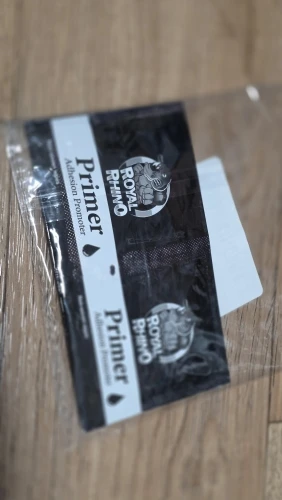 ROYAL
RHINO
Primer
Adhesion Promoter
ROYAL
RHINO
Primer
Adhesion Promoter